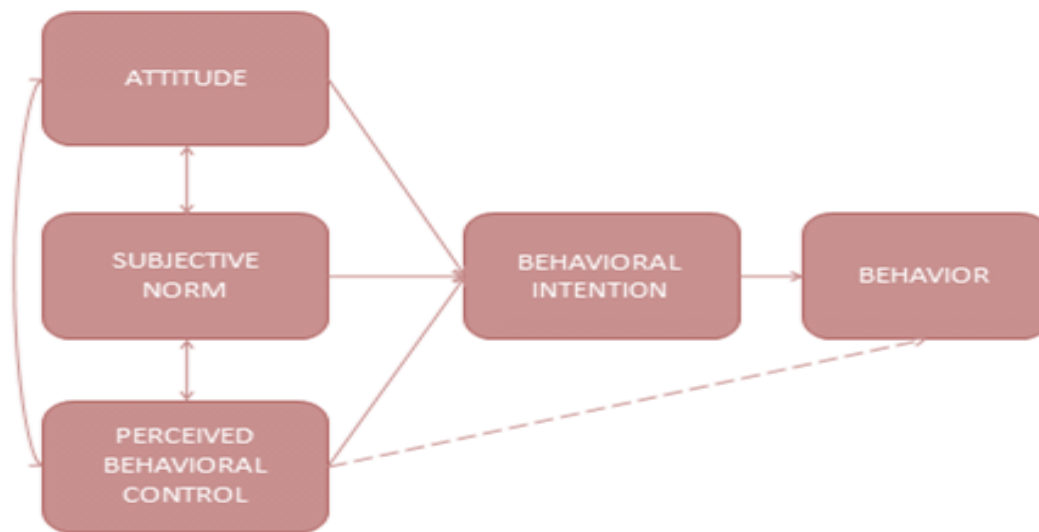 ATTITUDE
SUBJECTIVE
NORM
PERCEIVED
BEHAVIORAL
CONTROL
BEHAVIORAL
INTENTION
BEHAVIOR